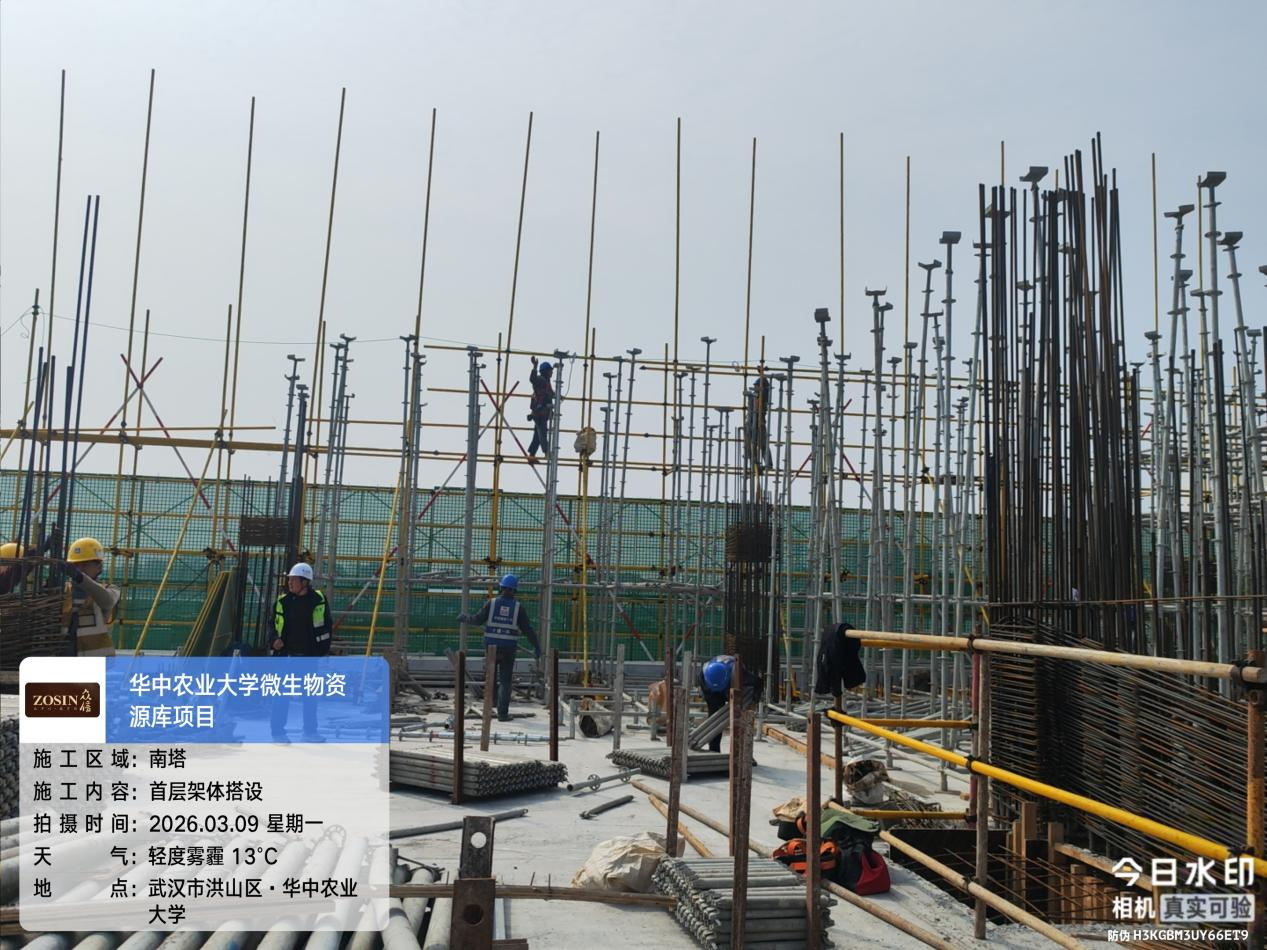 ZOSIN 众信
华中农业大学微生物资
源库项目
施工区域：南塔
施工内容：首层架体搭设
拍摄时间：2026.03.09 星期一
天气：轻度雾霾 13℃
地点：武汉市洪山区·华中农业
大学
今日水印
相机 真实可验
防伪 H3KGBM3UY66ET9